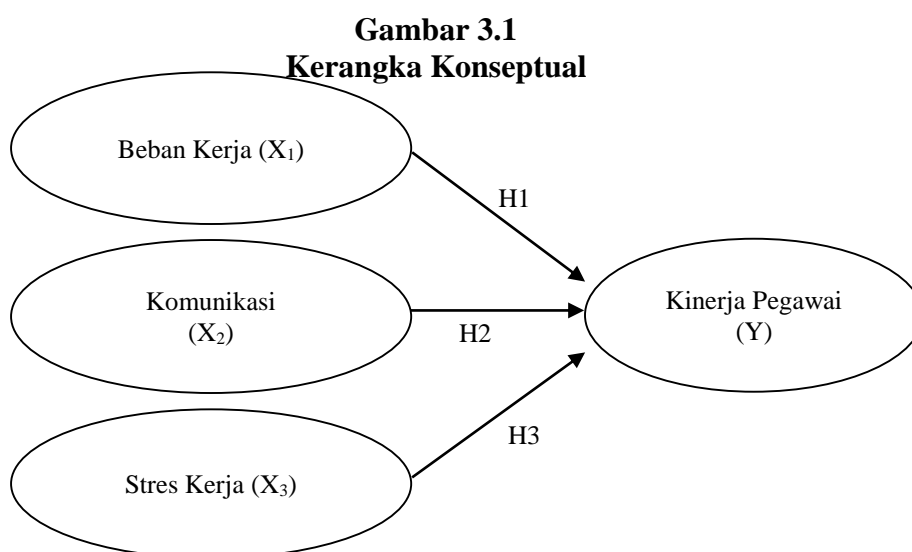 Gambar 3.1
Kerangka Konseptual
Beban Kerja (X₁)
H1
Komunikasi
(X₂)
H2
Kinerja Pegawai
(Y)
H3
Stres Kerja (X₃)